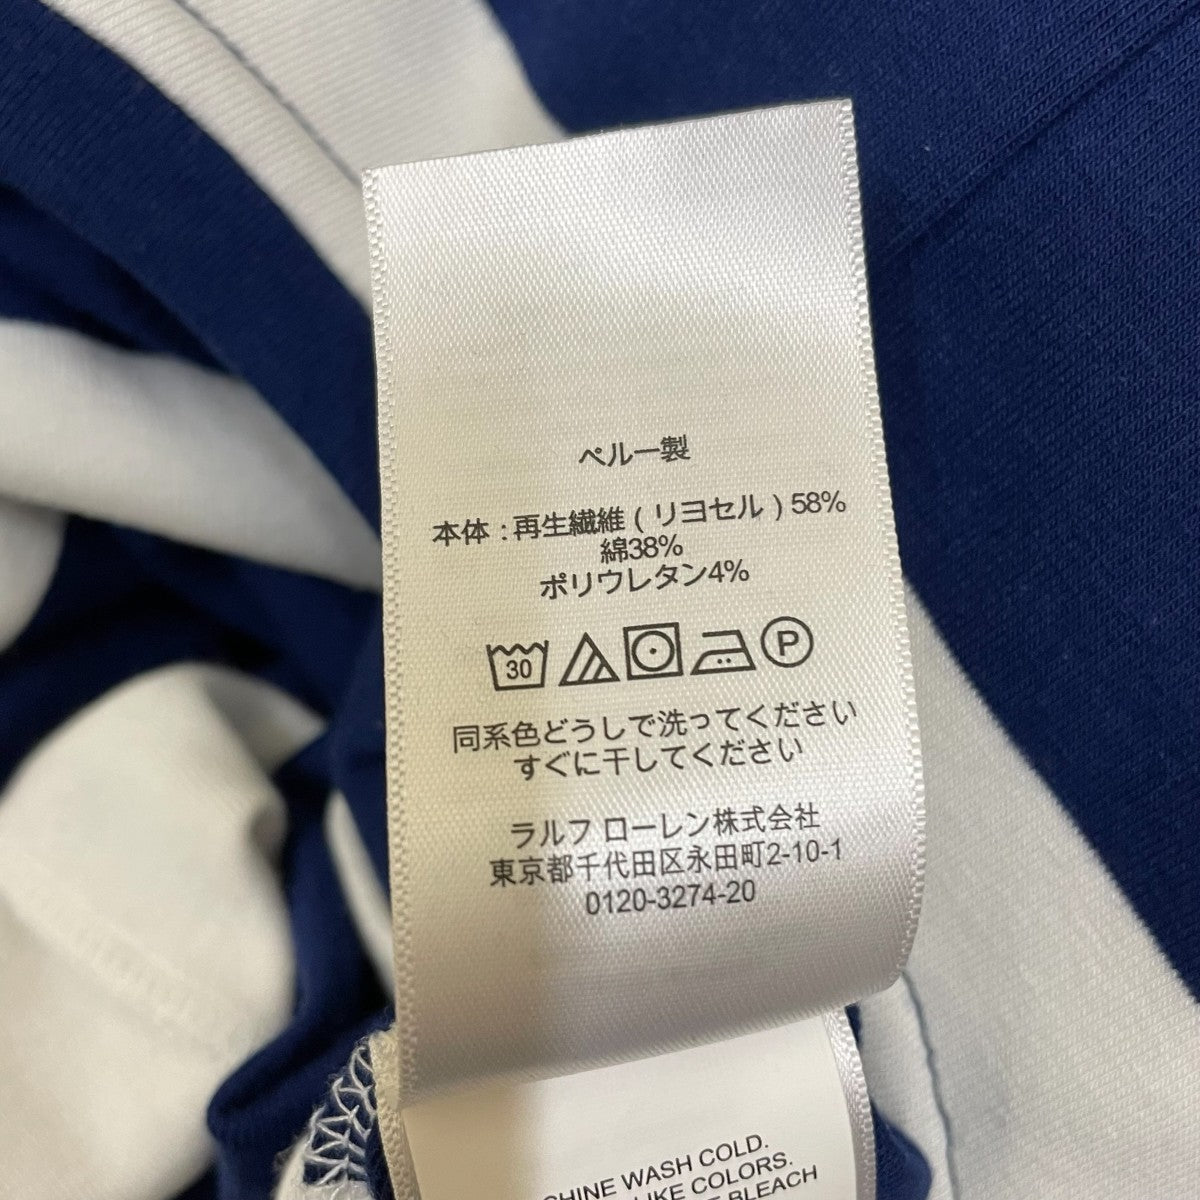 ペルー製
本体 : 再生繊維 ( リヨセル ) 58%
綿38%
ポリウレタン4%
30 P
同系色どうしで洗ってください
すぐに干してください
ラルフ ローレン株式会社
東京都千代田区永田町2-10-1
0120-3274-20
WASH COLD.
LIKE COLORS.
BLEACH